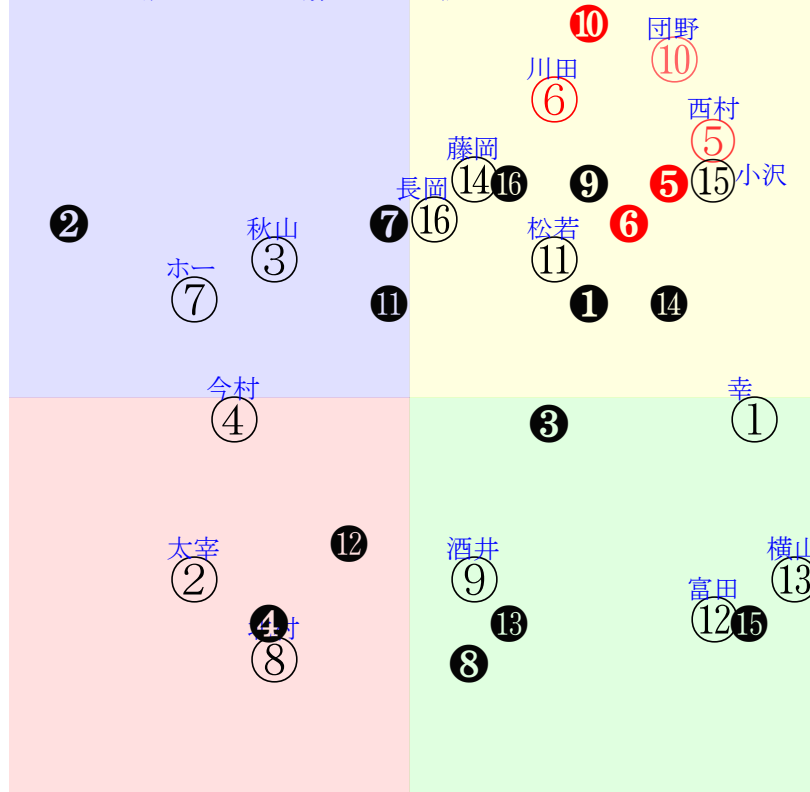 ❿
団野
⑩
川田
⑥
西村
⑤
藤岡
⑭
⓰
❾
❺
⑮
小沢
長岡
⑯
❷
❼
❻
秋山
③
松若
⑪
ホー
⑦
⓫
❶
⓮
今村
④
幸
①
❸
⓬
太宰
②
酒井
⑨
横山
⑬
富田
⑫
⓯
❹
⓭
村
⑧
❽